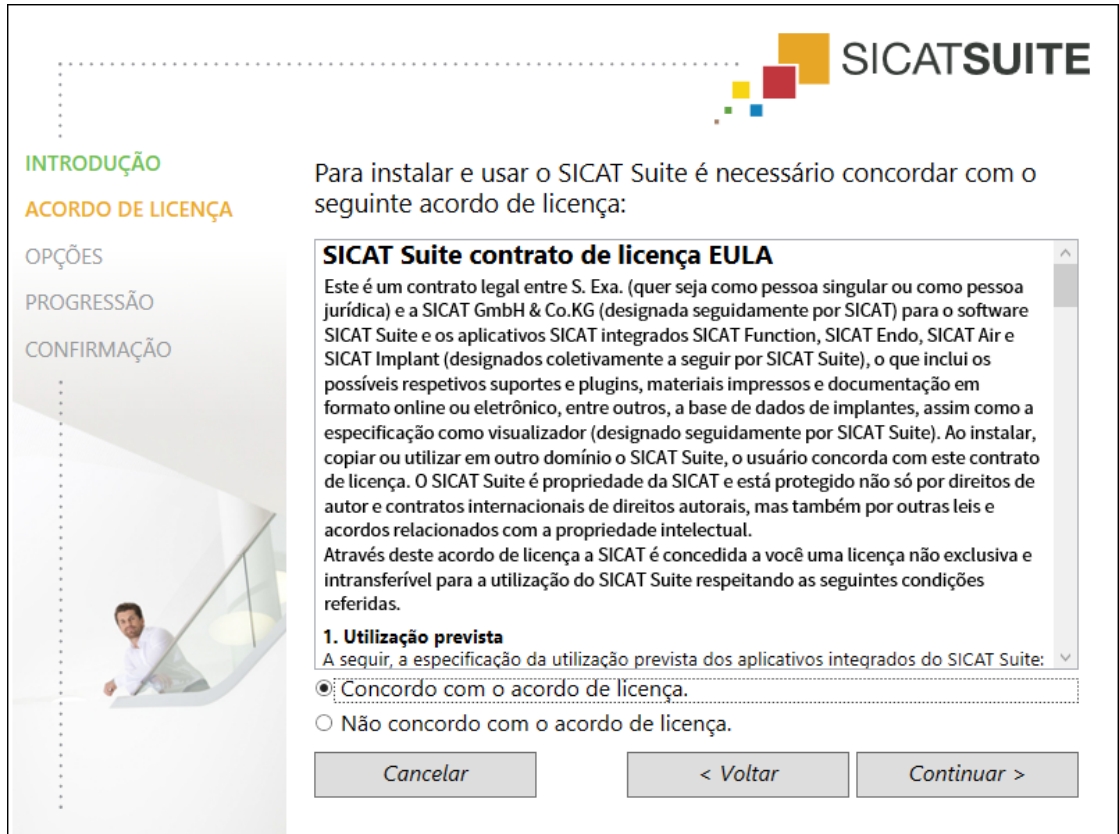 SICATSUITE
INTRODUÇÃO
ACORDO DE LICENÇA
OPÇÕES
PROGRESSÃO
CONFIRMAÇÃO
Para instalar e usar o SICAT Suite é necessário concordar com o
seguinte acordo de licença:
SICAT Suite contrato de licença EULA
Este é um contrato legal entre S. Exa. (quer seja como pessoa singular ou como pessoa
jurídica) e a SICAT GmbH & Co.KG (designada seguidamente por SICAT) para o software
SICAT Suite e os aplicativos SICAT integrados SICAT Function, SICAT Endo, SICAT Air e
SICAT Implant (designados coletivamente a seguir por SICAT Suite), o que inclui os
possíveis respetivos suportes e plugins, materiais impressos e documentação em
formato online ou eletrônico, entre outros, a base de dados de implantes, assim como a
especificação como visualizador (designado seguidamente por SICAT Suite). Ao instalar,
copiar ou utilizar em outro domínio o SICAT Suite, o usuário concorda com este contrato
de licença. O SICAT Suite é propriedade da SICAT e está protegido não só por direitos de
autor e contratos internacionais de direitos autorais, mas também por outras leis e
acordos relacionados com a propriedade intelectual.
Através deste acordo de licença a SICAT é concedida a você uma licença não exclusiva e
intransferível para a utilização do SICAT Suite respeitando as seguintes condições
referidas.
1. Utilização prevista
A seguir, a especificação da utilização prevista dos aplicativos integrados do SICAT Suite:
Concordo com o acordo de licença.
Não concordo com o acordo de licença.
Cancelar
< Voltar
Continuar >